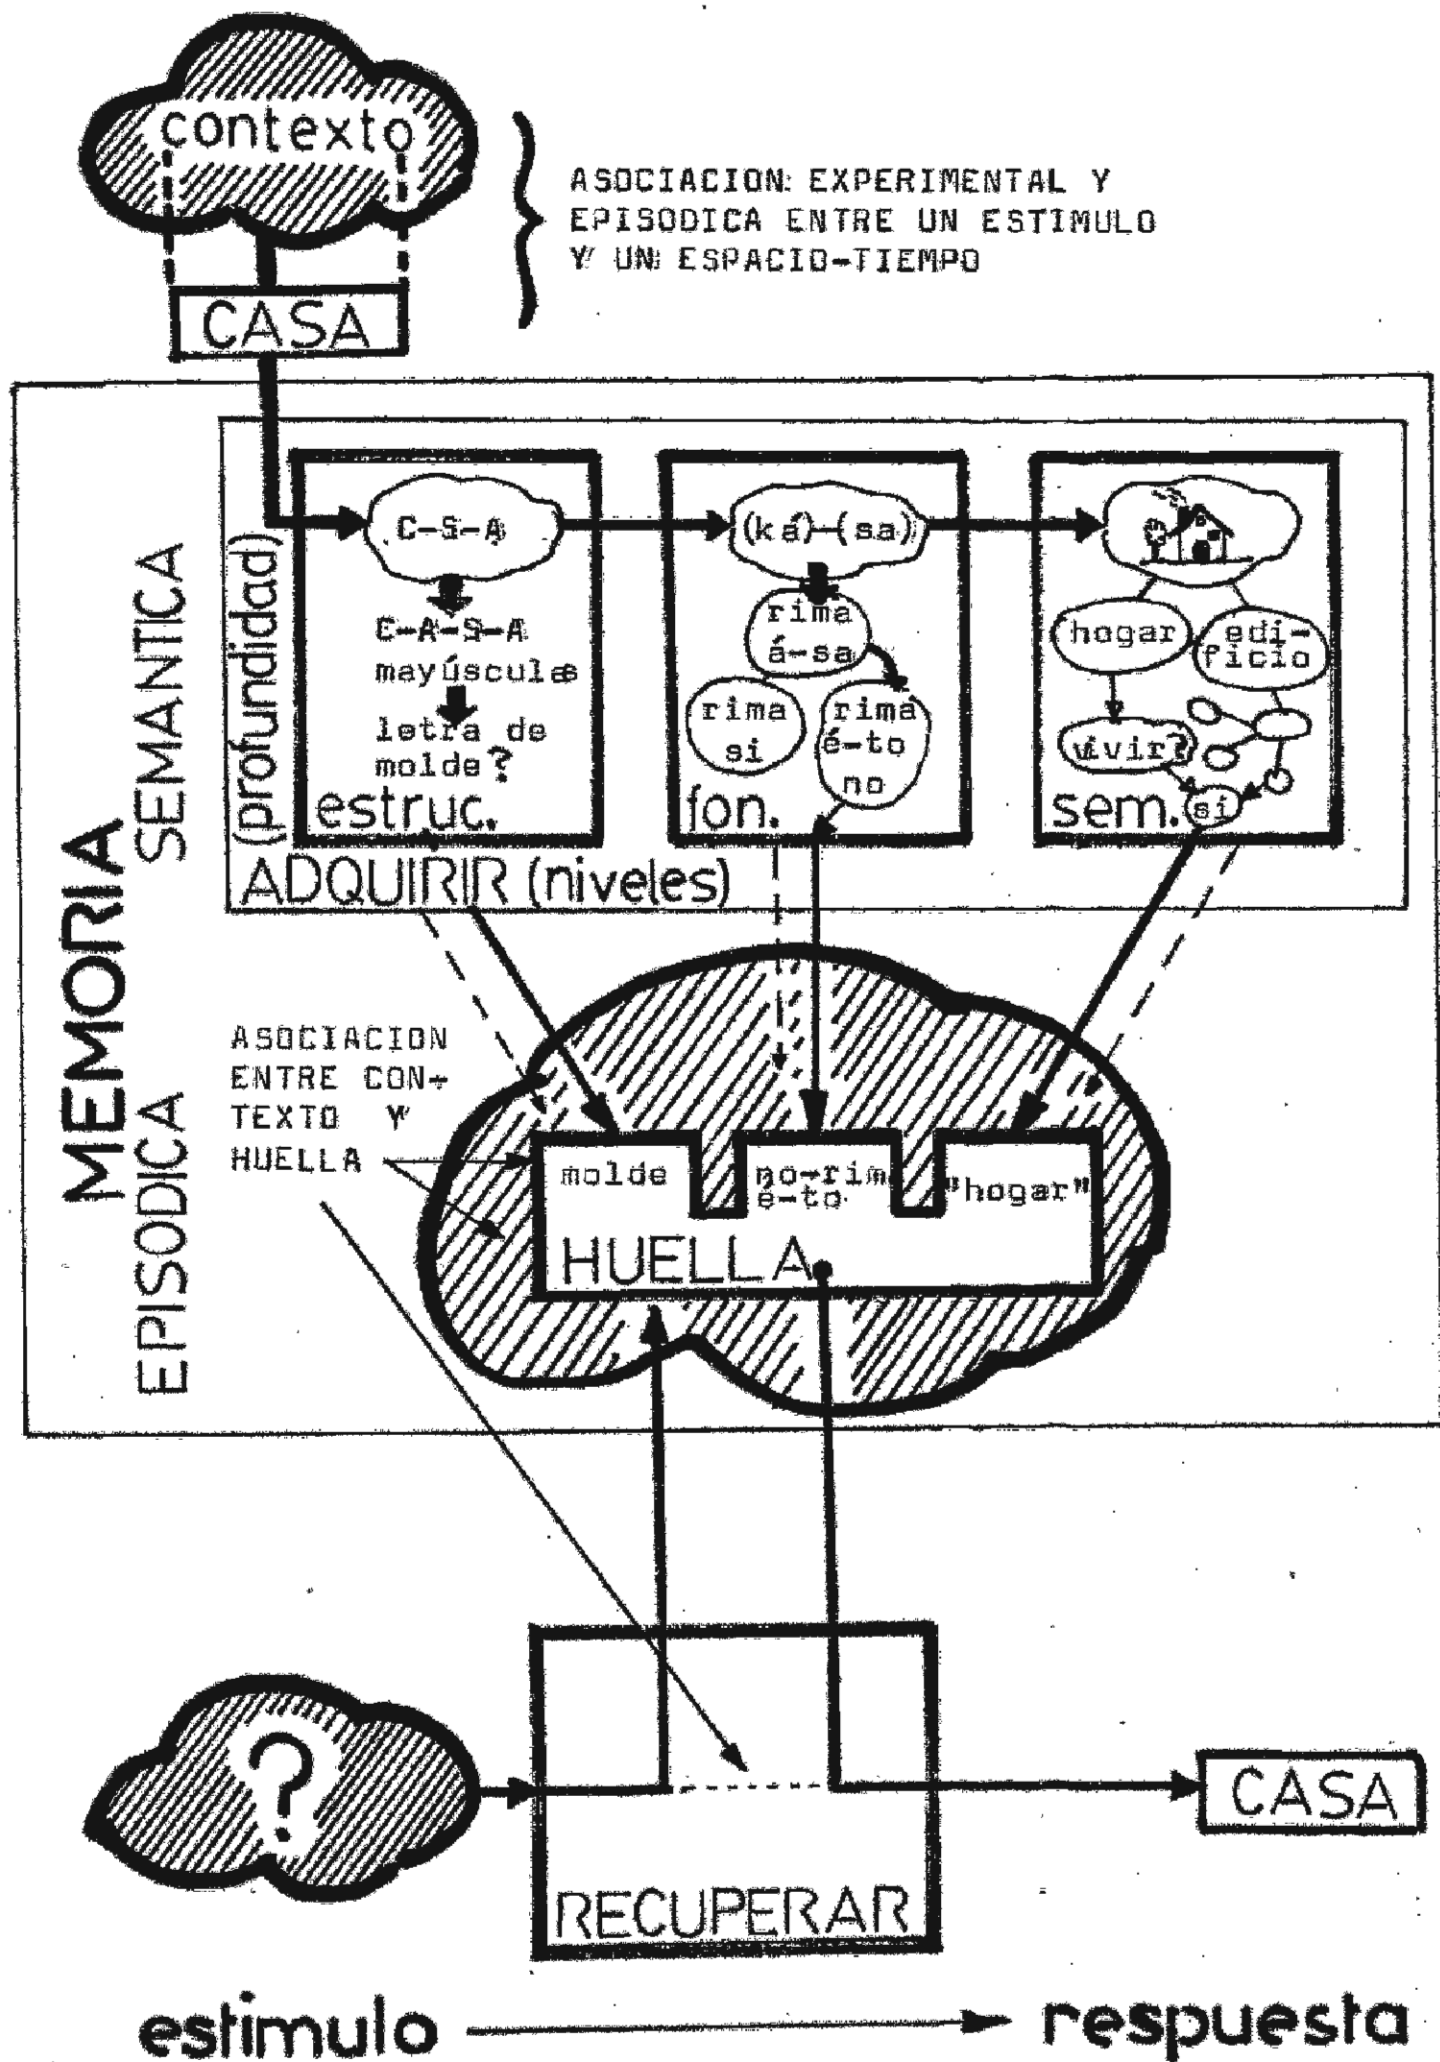 contexto
ASOCIACION EXPERIMENTAL Y
EPISODICA ENTRE UN ESTIMULO
Y UN ESPACIO-TIEMPO
CASA
MEMORIA
SEMANTICA
EPISODICA
(profundidad)
C-S-A
C-A-S-A
mayúsculas
letra de
molde?
estruc.
(ká)-(sa)
rima
á-sa
rima
si
rima
é-to
no
fon.
hogar
edi-
ficio
vivir?
si
sem.
ADQUIRIR (niveles)
ASOCIACION
ENTRE CON-
TEXTO Y
HUELLA
molde
no-rim
é-to
"hogar"
HUELLA
?
RECUPERAR
CASA
estimulo
respuesta